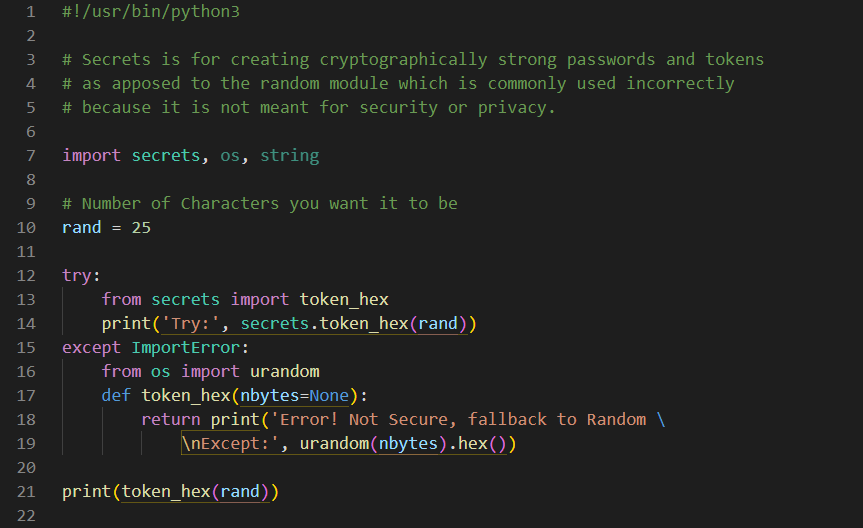 1 #!/usr/bin/python3
2
3 # Secrets is for creating cryptographically strong passwords and tokens
4 # as apposed to the random module which is commonly used incorrectly
5 # because it is not meant for security or privacy.
6
7 import secrets, os, string
8
9 # Number of Characters you want it to be
10 rand = 25
11
12 try:
13     from secrets import token_hex
14     print('Try:', secrets.token_hex(rand))
15 except ImportError:
16     from os import urandom
17     def token_hex(nbytes=None):
18         return print('Error! Not Secure, fallback to Random \
19             \nExcept:', urandom(nbytes).hex())
20
21 print(token_hex(rand))
22